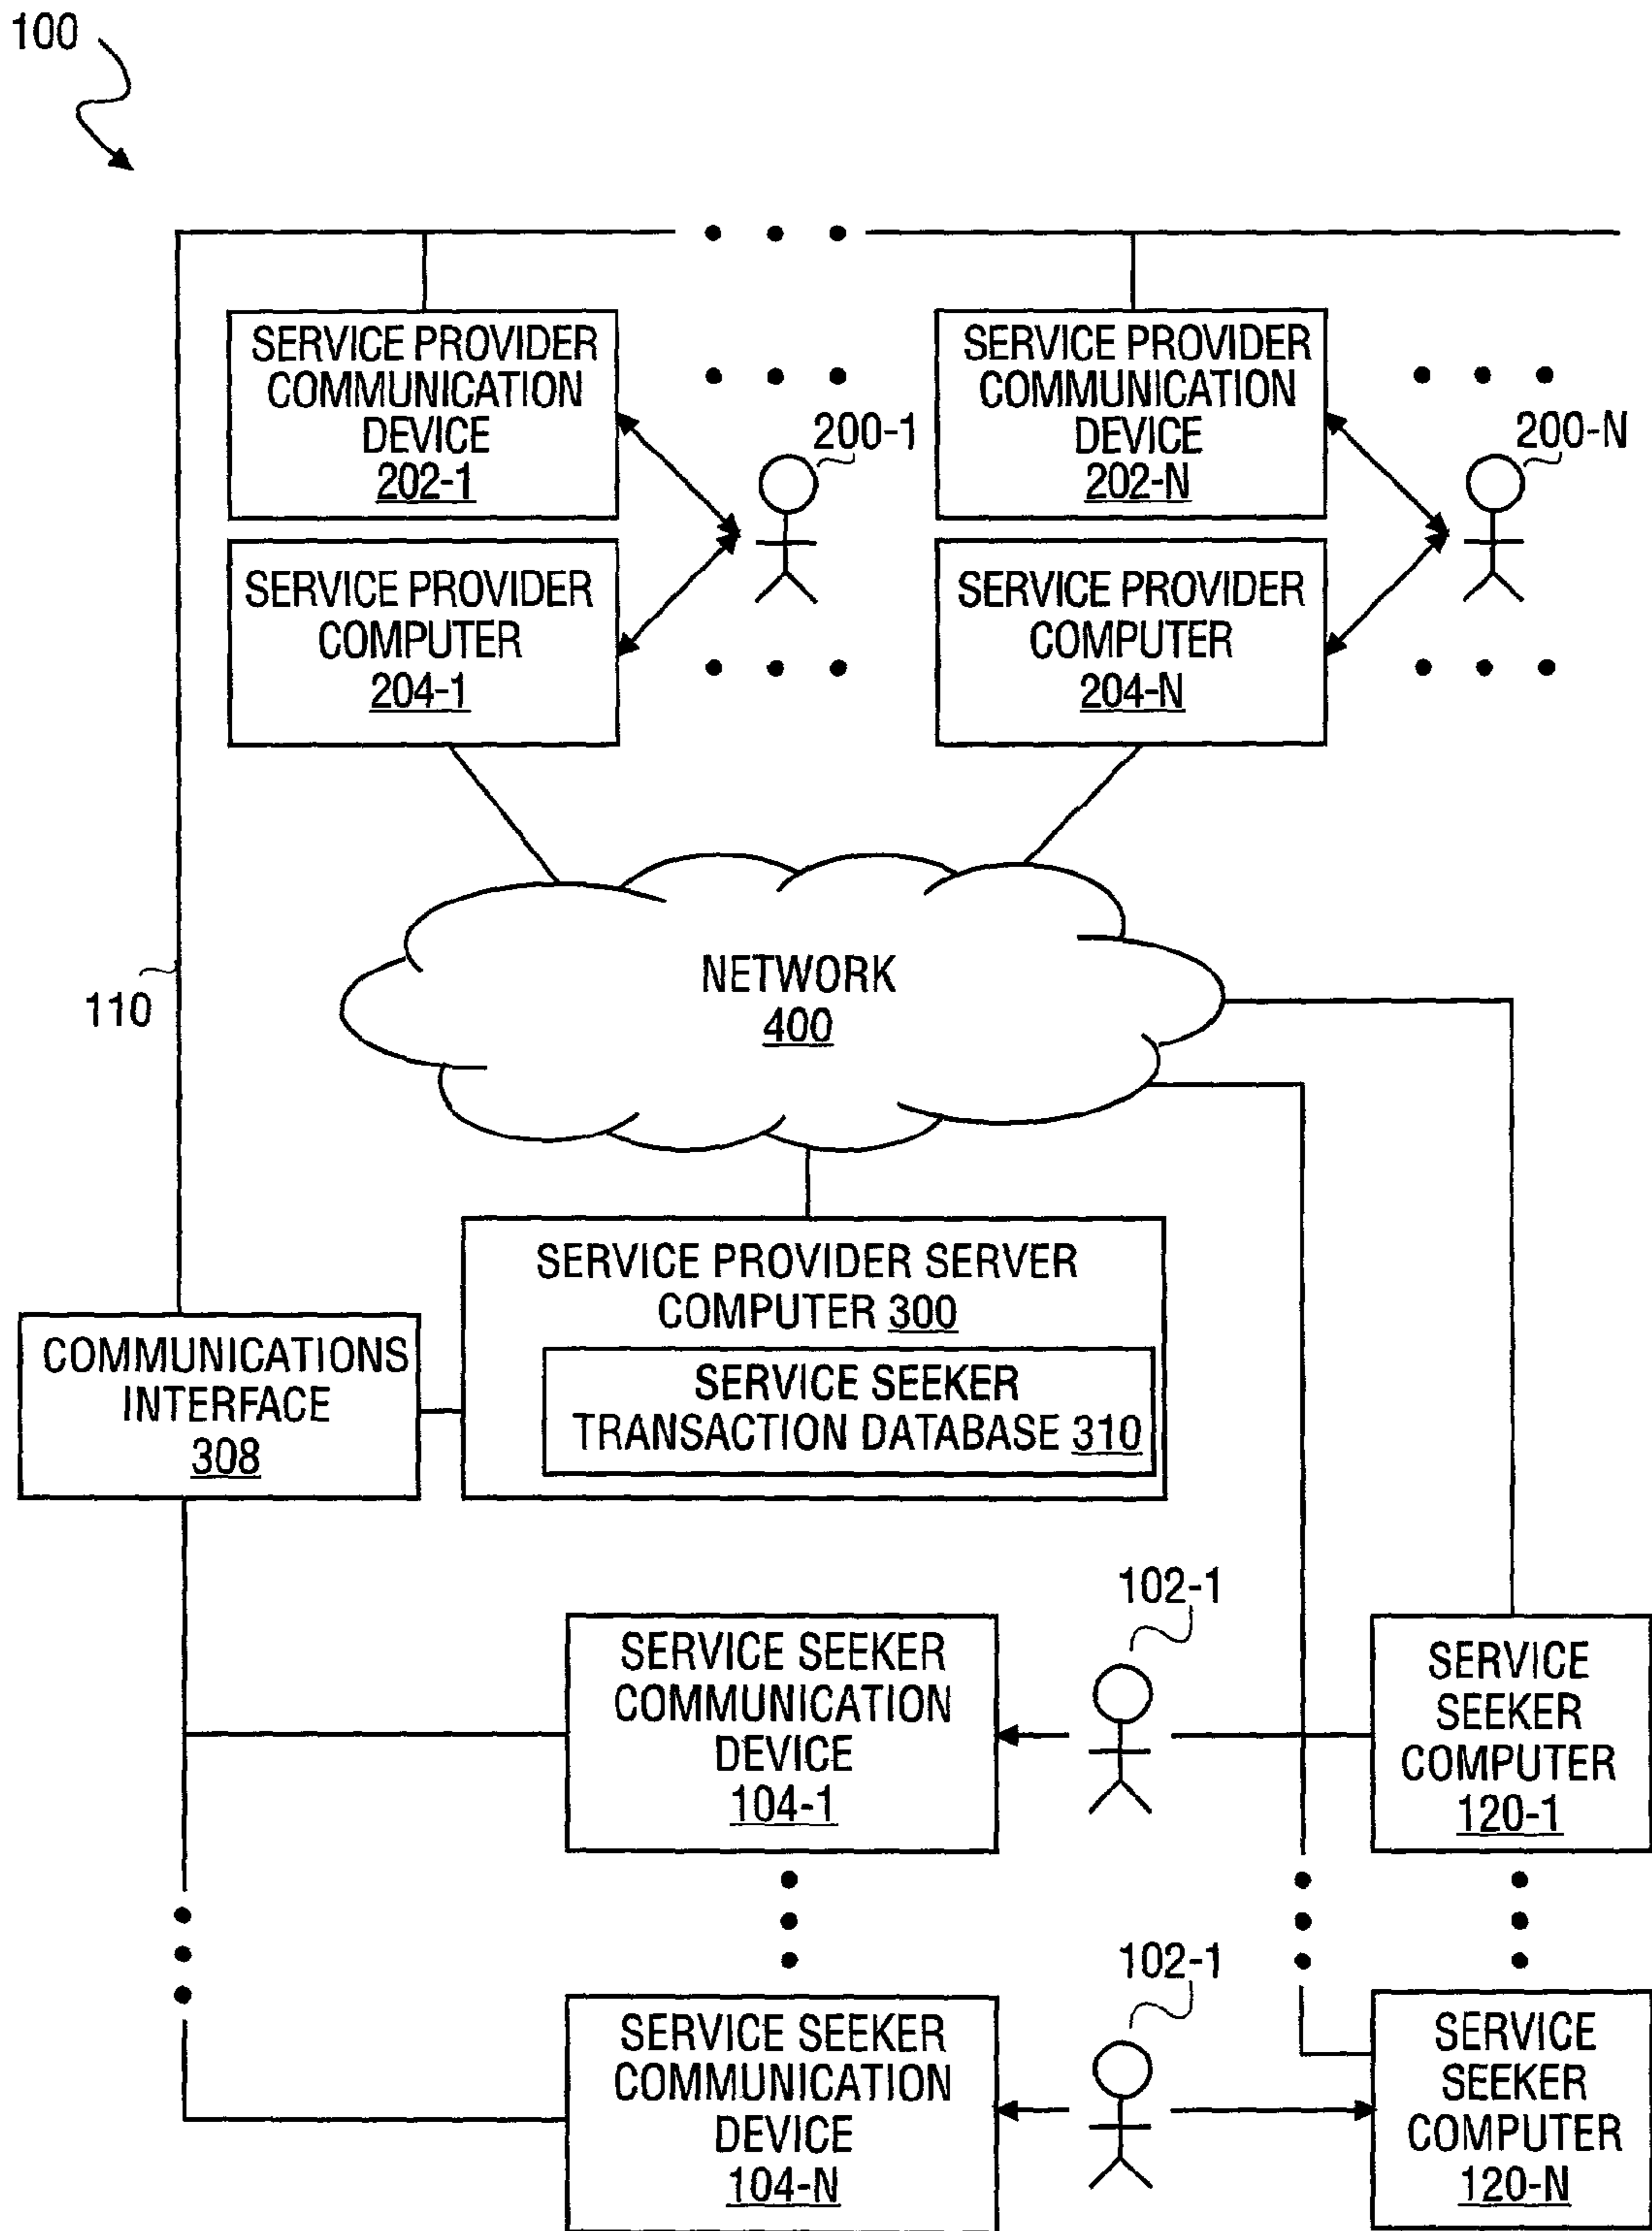 100
SERVICE PROVIDER
COMMUNICATION
DEVICE
202-1
200-1
SERVICE PROVIDER
COMMUNICATION
DEVICE
202-N
200-N
SERVICE PROVIDER
COMPUTER
204-1
SERVICE PROVIDER
COMPUTER
204-N
NETWORK
400
110
SERVICE PROVIDER SERVER
COMPUTER 300
COMMUNICATIONS
INTERFACE
308
SERVICE SEEKER
TRANSACTION DATABASE 310
SERVICE SEEKER
COMMUNICATION
DEVICE
104-1
102-1
SERVICE
SEEKER
COMPUTER
120-1
SERVICE SEEKER
COMMUNICATION
DEVICE
104-N
102-1
SERVICE
SEEKER
COMPUTER
120-N